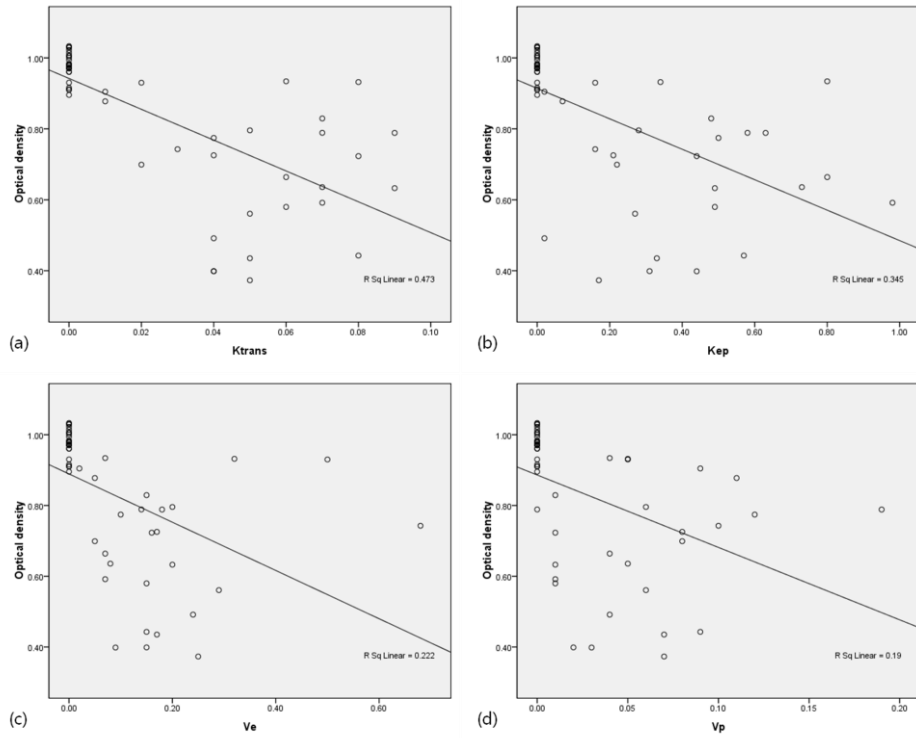 Optical density
1.00
0.80
0.60
0.40
R Sq Linear = 0.473
0.00 0.02 0.04 0.06 0.08 0.10
(a)
Ktrans
Optical density
1.00
0.80
0.60
0.40
R Sq Linear = 0.345
0.00 0.20 0.40 0.60 0.80 1.00
(b)
Kep
Optical density
1.00
0.80
0.60
0.40
R Sq Linear = 0.222
0.00 0.20 0.40 0.60
(c)
Ve
Optical density
1.00
0.80
0.60
0.40
R Sq Linear = 0.19
0.00 0.05 0.10 0.15 0.20
(d)
Vp